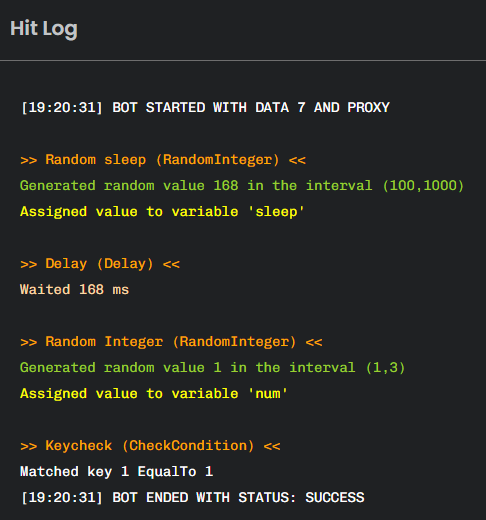 Hit Log
[19:20:31] BOT STARTED WITH DATA 7 AND PROXY
>> Random sleep (RandomInteger) <<
Generated random value 168 in the interval (100,1000)
Assigned value to variable 'sleep'
>> Delay (Delay) <<
Waited 168 ms
>> Random Integer (RandomInteger) <<
Generated random value 1 in the interval (1,3)
Assigned value to variable 'num'
>> Keycheck (CheckCondition) <<
Matched key 1 EqualTo 1
[19:20:31] BOT ENDED WITH STATUS: SUCCESS